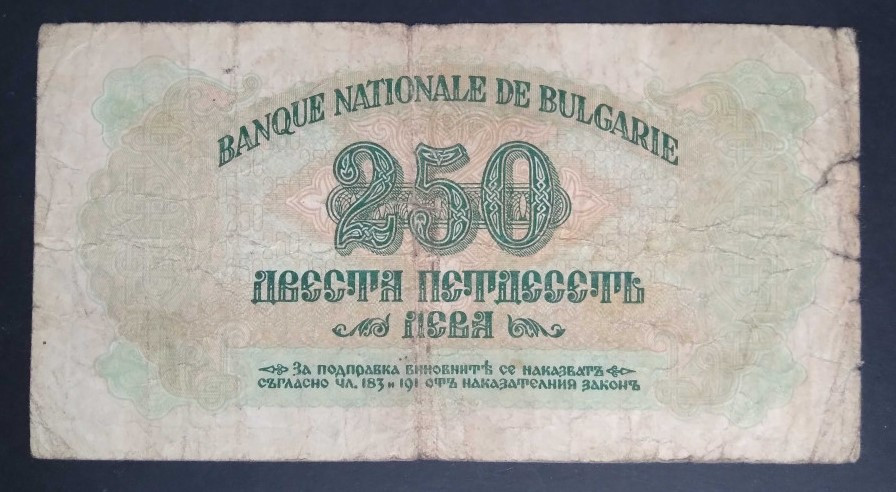 BANQUE NATIONALE DE BULGARIE
250
ДВЕСТА ПЕТДЕСЕТЬ
ЛЕВА
За подправка виновнитѣ се наказватъ
съгласно чл. 183 и 191 отъ наказателния законъ